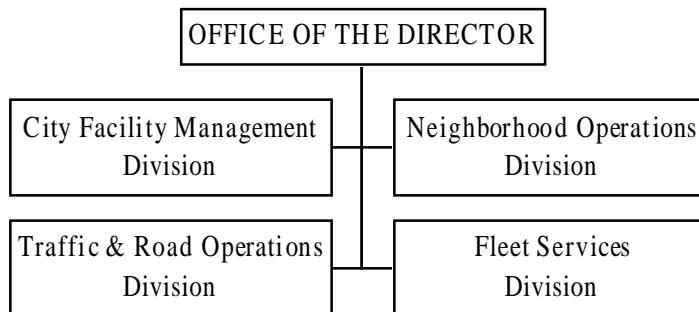 OFFICE OF THE DIRECTOR
City Facility Management
Division
Neighborhood Operations
Division
Traffic & Road Operations
Division
Fleet Services
Division